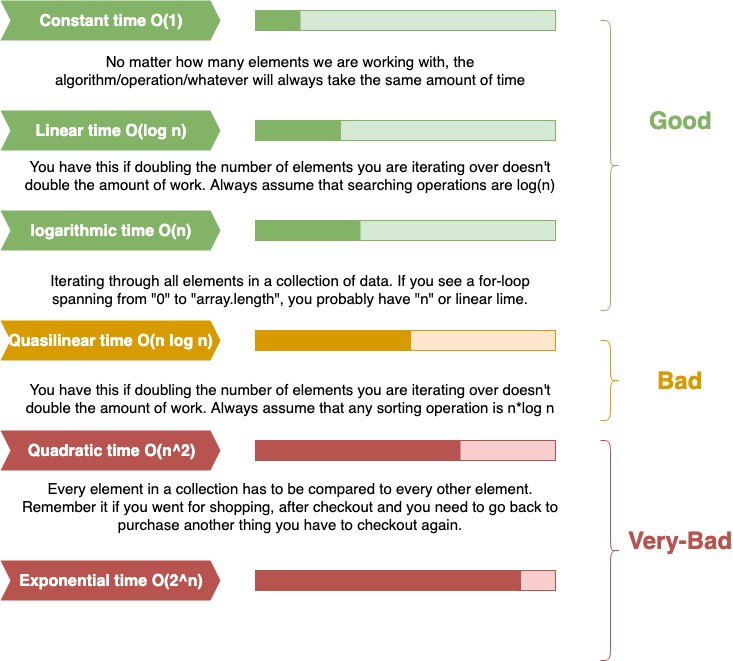 Constant time O(1)
No matter how many elements we are working with, the
algorithm/operation/whatever will always take the same amount of time
Good
Linear time O(log n)
You have this if doubling the number of elements you are iterating over doesn't
double the amount of work. Always assume that searching operations are log(n)
logarithmic time O(n)
Iterating through all elements in a collection of data. If you see a for-loop
spanning from "0" to "array.length", you probably have "n" or linear lime.
Quasilinear time O(n log n)
Bad
You have this if doubling the number of elements you are iterating over doesn't
double the amount of work. Always assume that any sorting operation is n*log n
Quadratic time O(n^2)
Every element in a collection has to be compared to every other element.
Remember it if you went for shopping, after checkout and you need to go back to
purchase another thing you have to checkout again.
Very-Bad
Exponential time O(2^n)